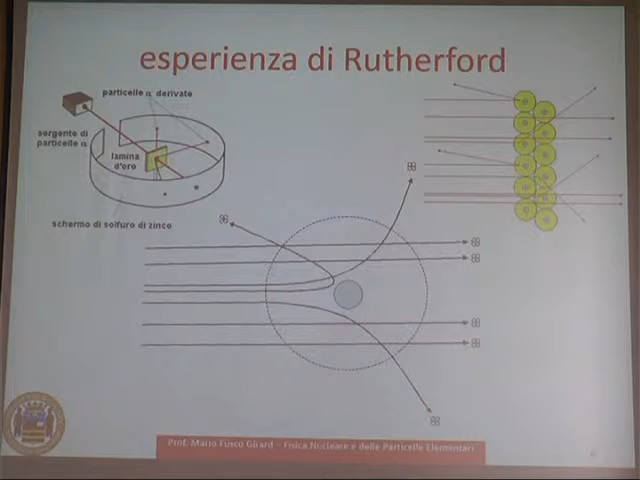 esperienza di Rutherford
particelle α derivate
sorgente di
particelle α
lamina
d'oro
schermo di solfuro di zinco
Prof. Mario Fusco Girard – Fisica Nucleare e delle Particelle Elementari